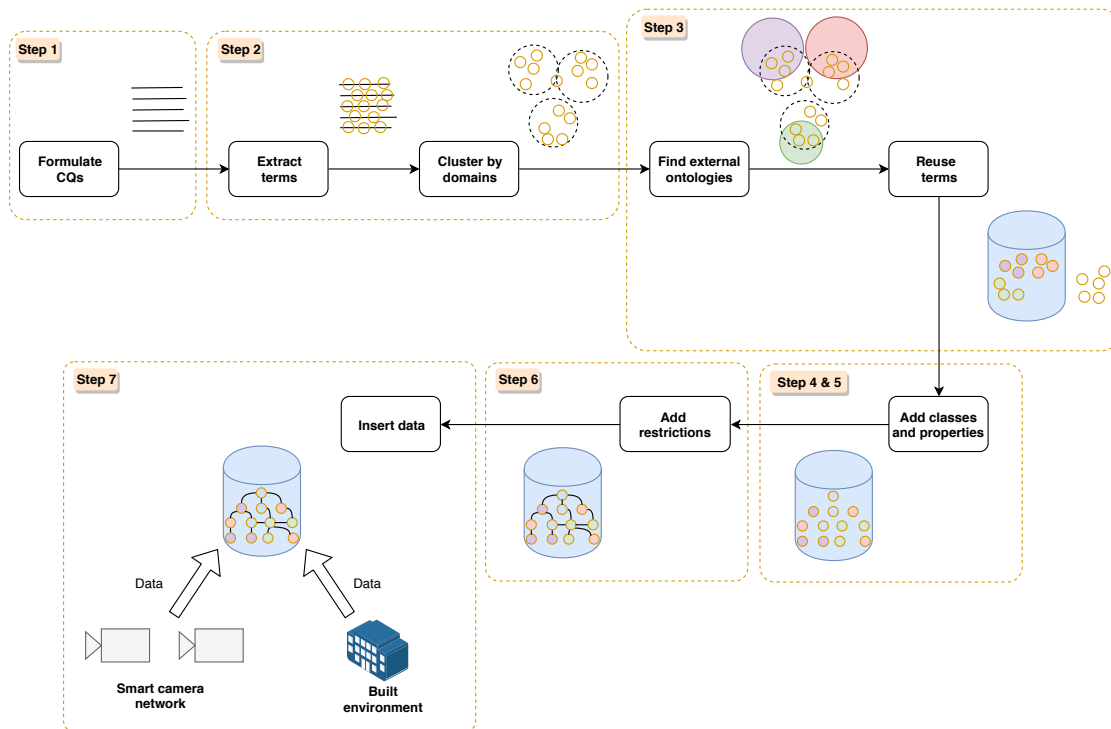 Step 1
Formulate
CQs
Step 2
Extract
terms
Cluster by
domains
Step 3
Find external
ontologies
Reuse
terms
Step 4 & 5
Add classes
and properties
Step 6
Add
restrictions
Step 7
Insert data
Data
Data
Smart camera
network
Built
environment